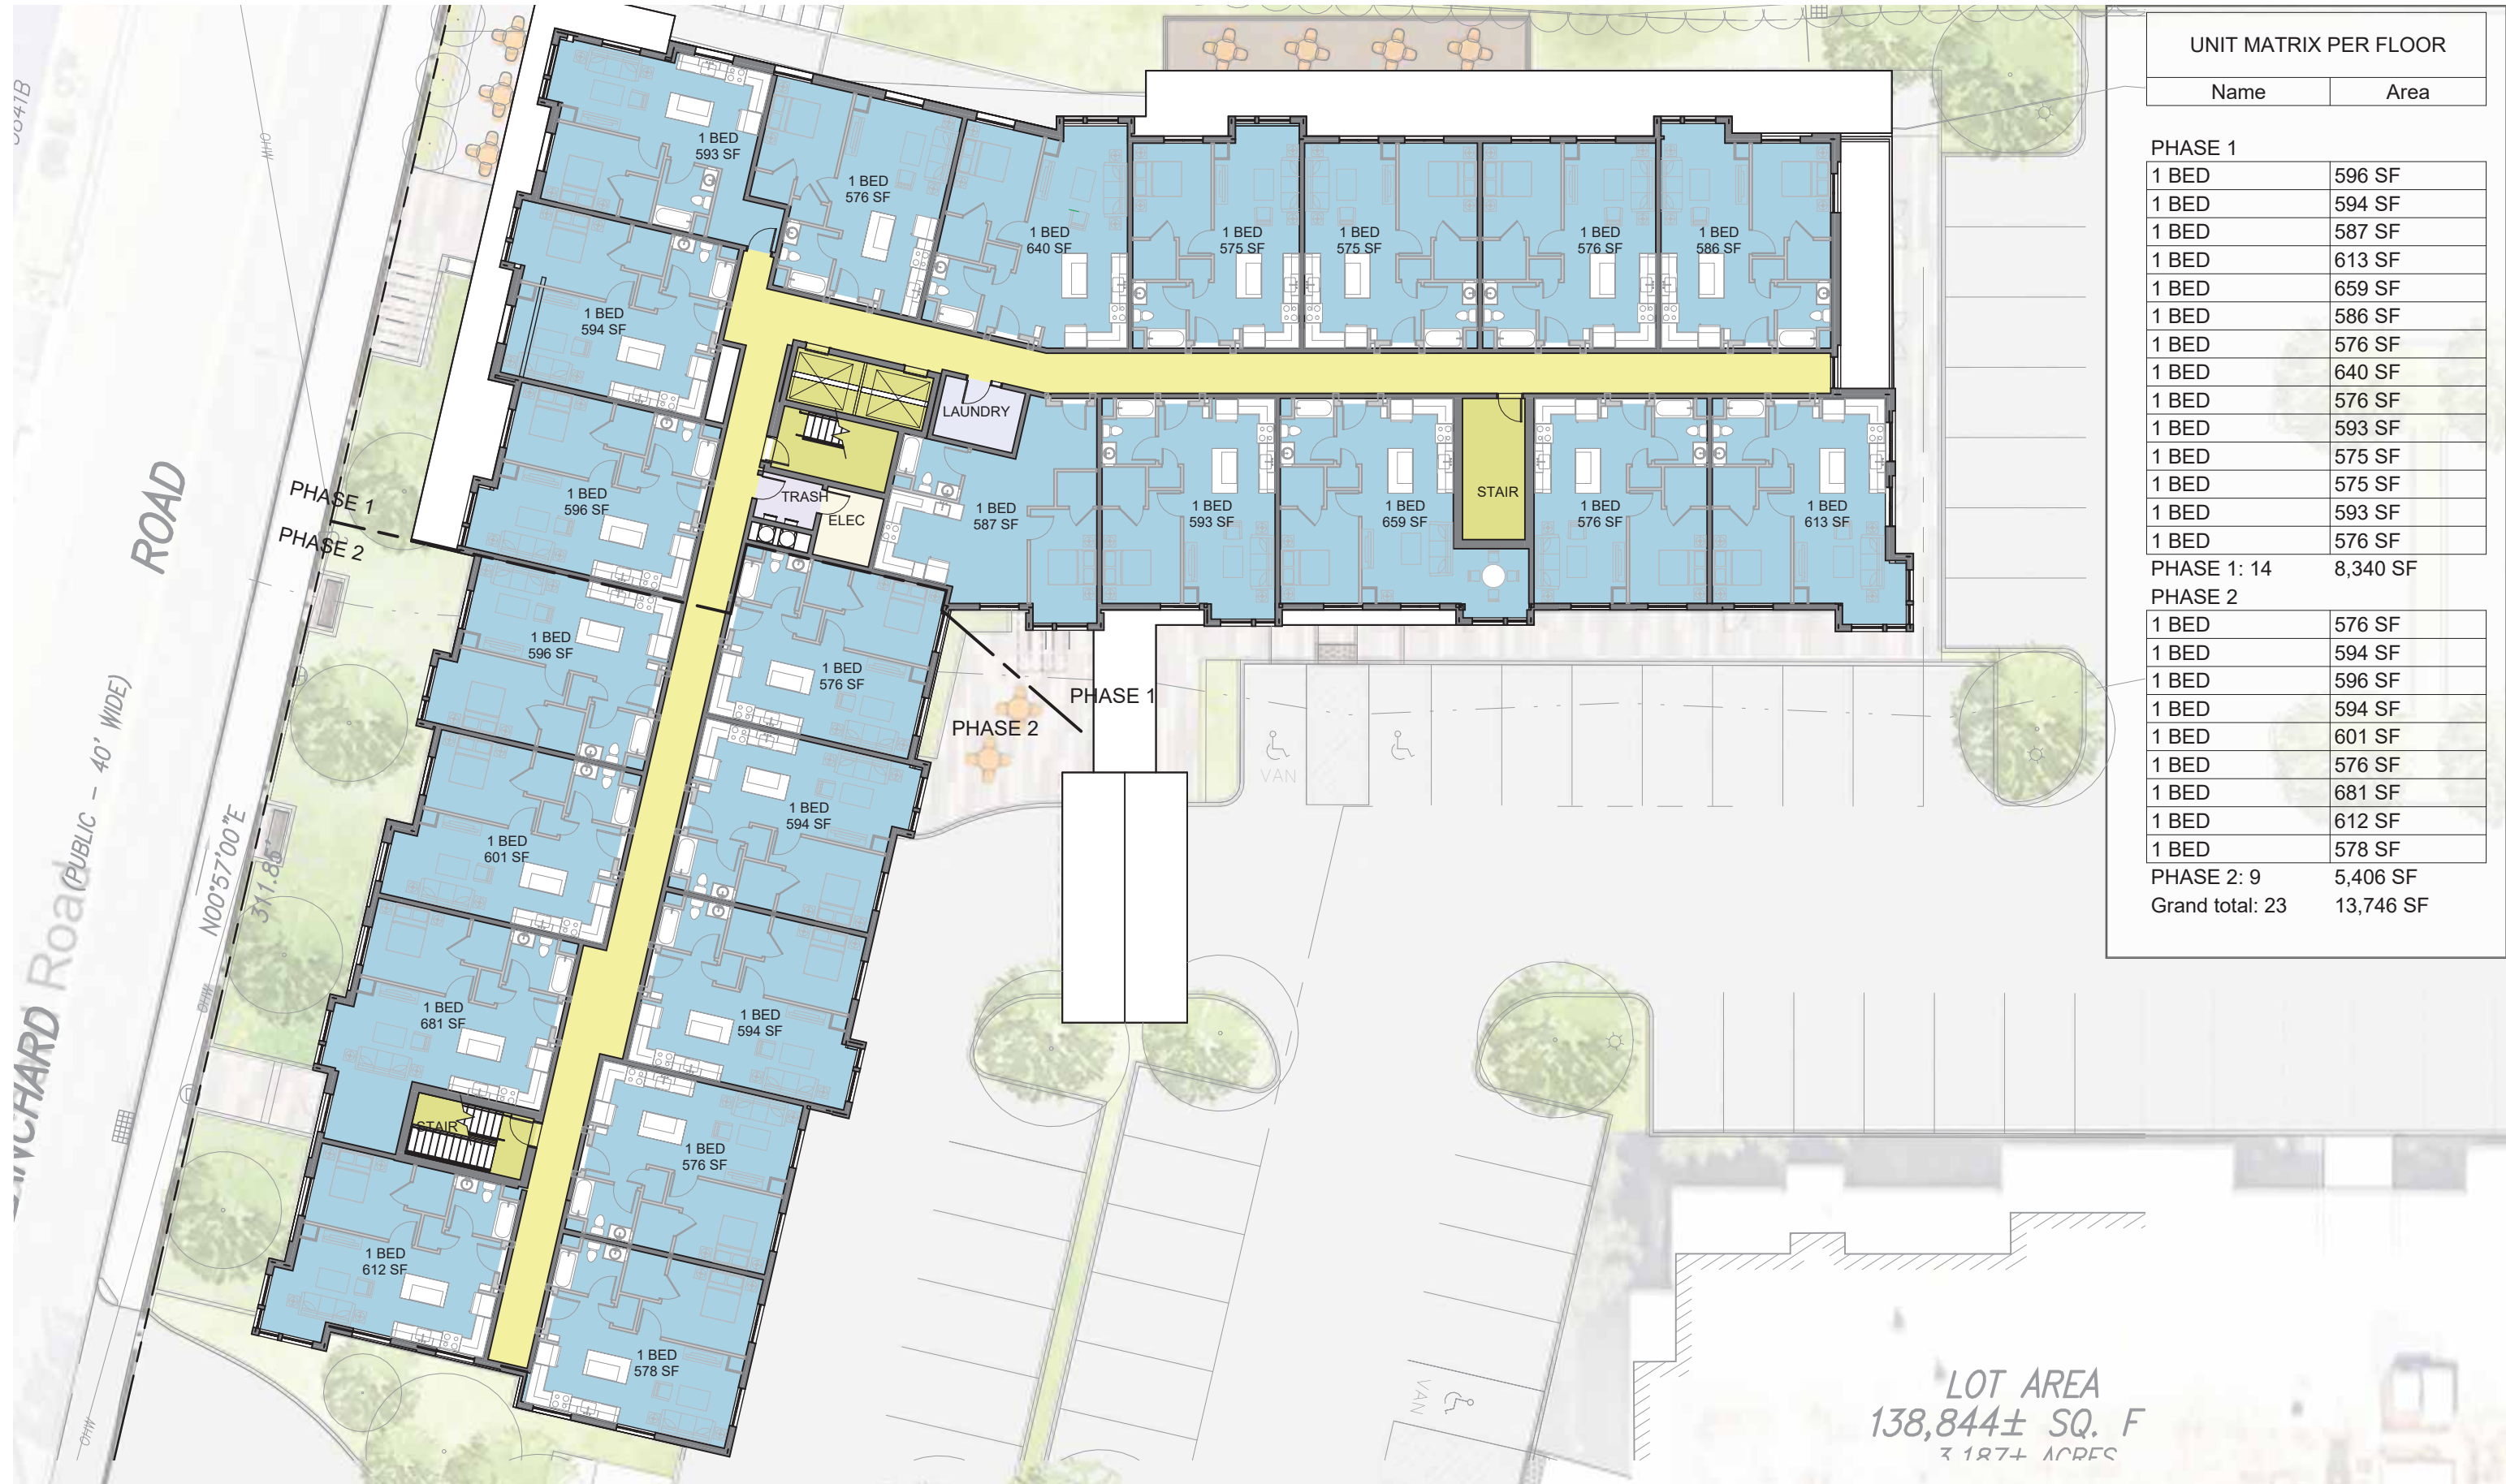 1 BED
593 SF
1 BED
576 SF
1 BED
640 SF
1 BED
575 SF
1 BED
575 SF
1 BED
576 SF
1 BED
586 SF
1 BED
594 SF
1 BED
596 SF
LAUNDRY
TRASH
ELEC
1 BED
587 SF
1 BED
593 SF
1 BED
659 SF
STAIR
1 BED
576 SF
1 BED
613 SF
PHASE 1
PHASE 2
1 BED
596 SF
1 BED
576 SF
PHASE 1
PHASE 2
1 BED
601 SF
1 BED
594 SF
1 BED
681 SF
1 BED
594 SF
STAIR
1 BED
576 SF
1 BED
612 SF
1 BED
578 SF
ROAD
(PUBLIC - 40' WIDE)
Road
N00°57'00"E
311.85'
OHW
OHW
OHW
VAN
VAN
LOT AREA
138,844± SQ. F
3.187± ACRES
UNIT MATRIX PER FLOOR
Name Area
PHASE 1
1 BED 596 SF
1 BED 594 SF
1 BED 587 SF
1 BED 613 SF
1 BED 659 SF
1 BED 586 SF
1 BED 576 SF
1 BED 640 SF
1 BED 576 SF
1 BED 593 SF
1 BED 575 SF
1 BED 575 SF
1 BED 593 SF
1 BED 576 SF
PHASE 1: 14 8,340 SF
PHASE 2
1 BED 576 SF
1 BED 594 SF
1 BED 596 SF
1 BED 594 SF
1 BED 601 SF
1 BED 576 SF
1 BED 681 SF
1 BED 612 SF
1 BED 578 SF
PHASE 2: 9 5,406 SF
Grand total: 23 13,746 SF